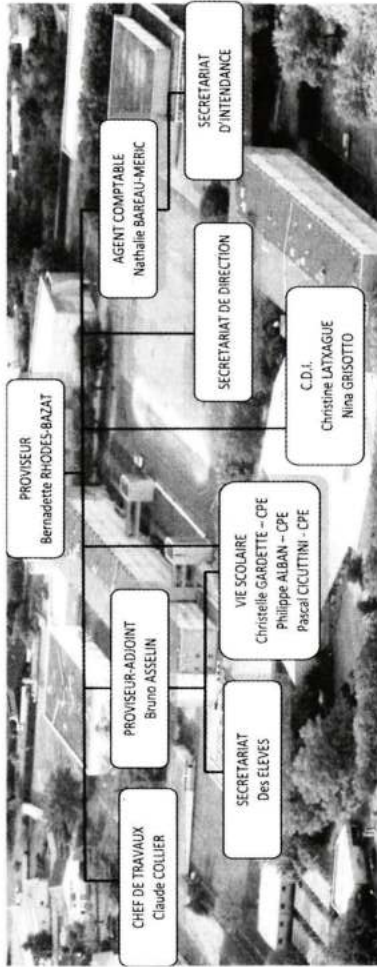 PROVISEUR
Bernadette RHODES-BAZAT
CHEF DE TRAVAUX
Claude COLLIER
PROVISEUR-ADJOINT
Bruno ASSELIN
AGENT COMPTABLE
Nathalie BAREAU-MERIC
SECRETARIAT
Des ELEVES
VIE SCOLAIRE
Christelle GARDETTE – CPE
Philippe ALBAN – CPE
Pascal CICUTTINI - CPE
C.D.I.
Christine LATXAGUE
Nina GRISOTTO
SECRETARIAT DE DIRECTION
SECRETARIAT
D'INTENDANCE